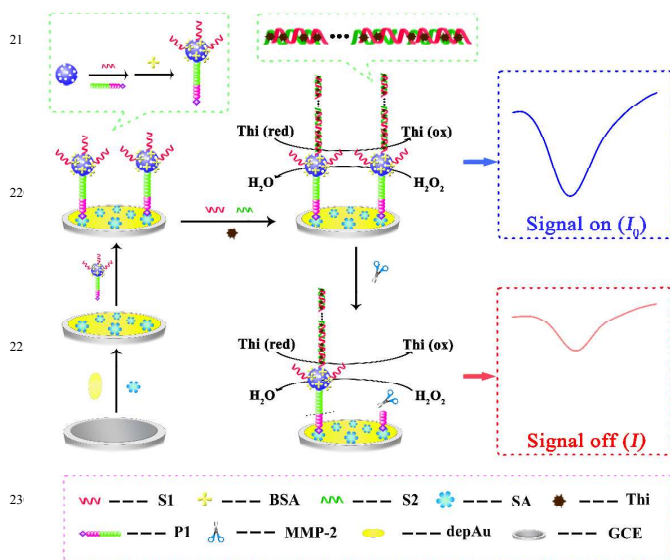 21
Thi (red) Thi (ox)
H₂O H₂O₂
22
Signal on (I₀)
22
Thi (red) Thi (ox)
H₂O H₂O₂
Signal off (I)
23
S1 BSA S2 SA Thi
P1 MMP-2 depAu GCE